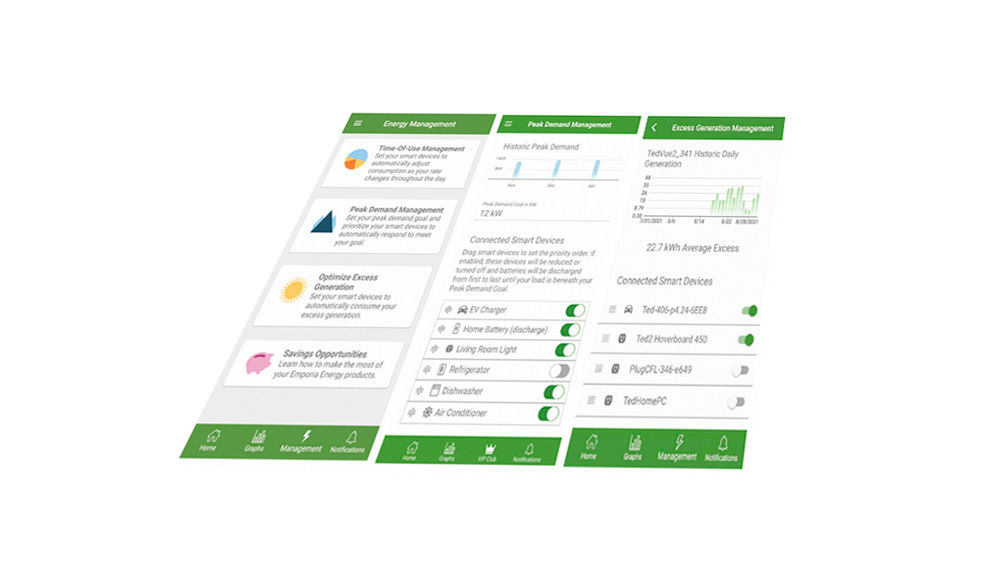 Energy Management
Time-Of-Use Management
Set your smart devices to
automatically adjust
consumption as your rate
changes throughout the day.
Peak Demand Management
Set your peak demand goal and
prioritize your smart devices to
automatically respond to meet
your goal.
Optimize Excess
Generation
Set your smart devices to
automatically consume your
excess generation.
Savings Opportunities
Learn how to make the most of
your Emporia Energy products.
Home Graphs Management Notifications
Peak Demand Management
Historic Peak Demand
Nov Dec Jan
Peak Demand Goal in kW
12 kW
Connected Smart Devices
Drag smart devices to set the priority order. If
enabled, these devices will be reduced or
turned off and batteries will be discharged
from first to last until your load is beneath your
Peak Demand Goal.
EV Charger
Home Battery (discharge)
Living Room Light
Refrigerator
Dishwasher
Air Conditioner
Home Graphs VIP Club Notifications
Excess Generation Management
TedVue2_341 Historic Daily
Generation
44
35
26
18
8.79
0.00
7/31/2021 8/6 8/14 8/22 8/28/2021
22.7 kWh Average Excess
Connected Smart Devices
Ted-406-p4.24-6EE8
Ted2 Hoverboard 450
PlugCFL-346-e649
TedHomePC
Home Graphs Management Notifications